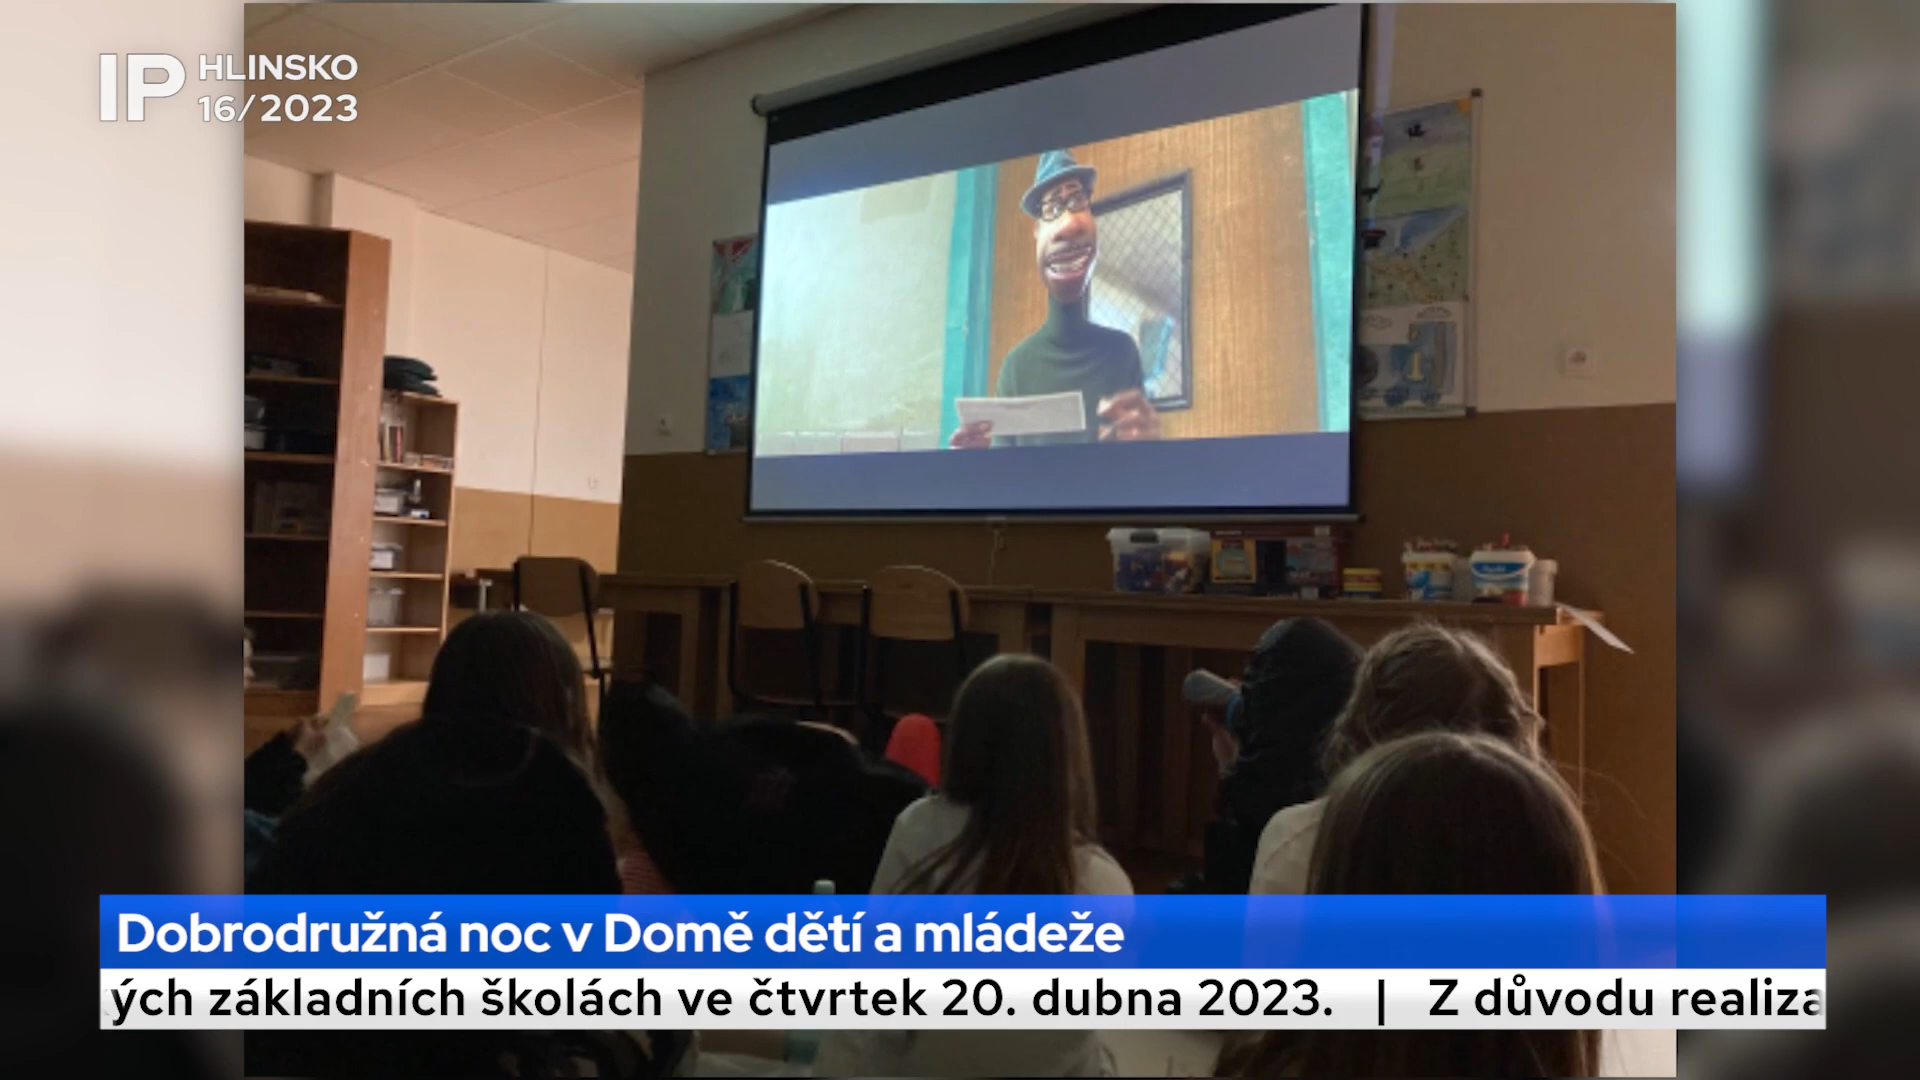 IP HLINSKO
16/2023
Dobrodružná noc v Domě dětí a mládeže
ých základních školách ve čtvrtek 20. dubna 2023. | Z důvodu realiza